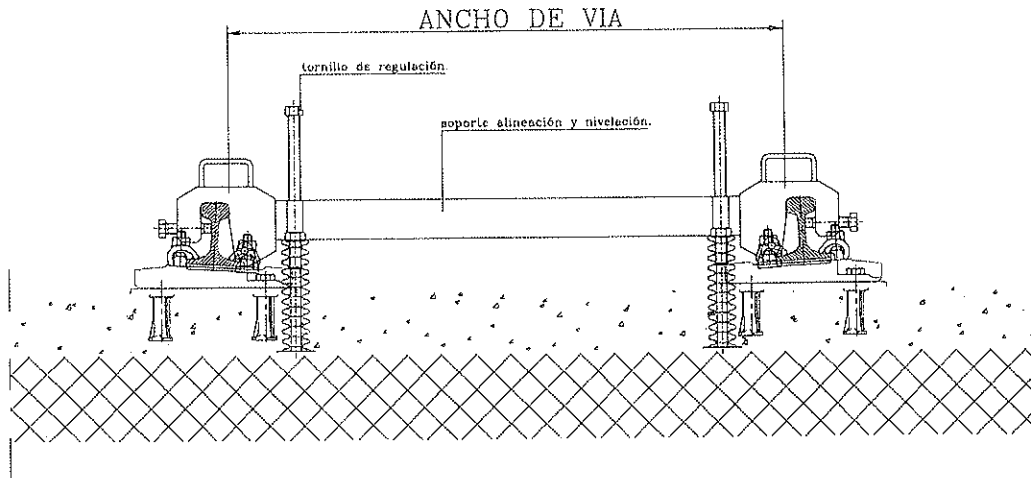 ANCHO DE VIA
tornillo de regulación.
soporte alineación y nivelación.